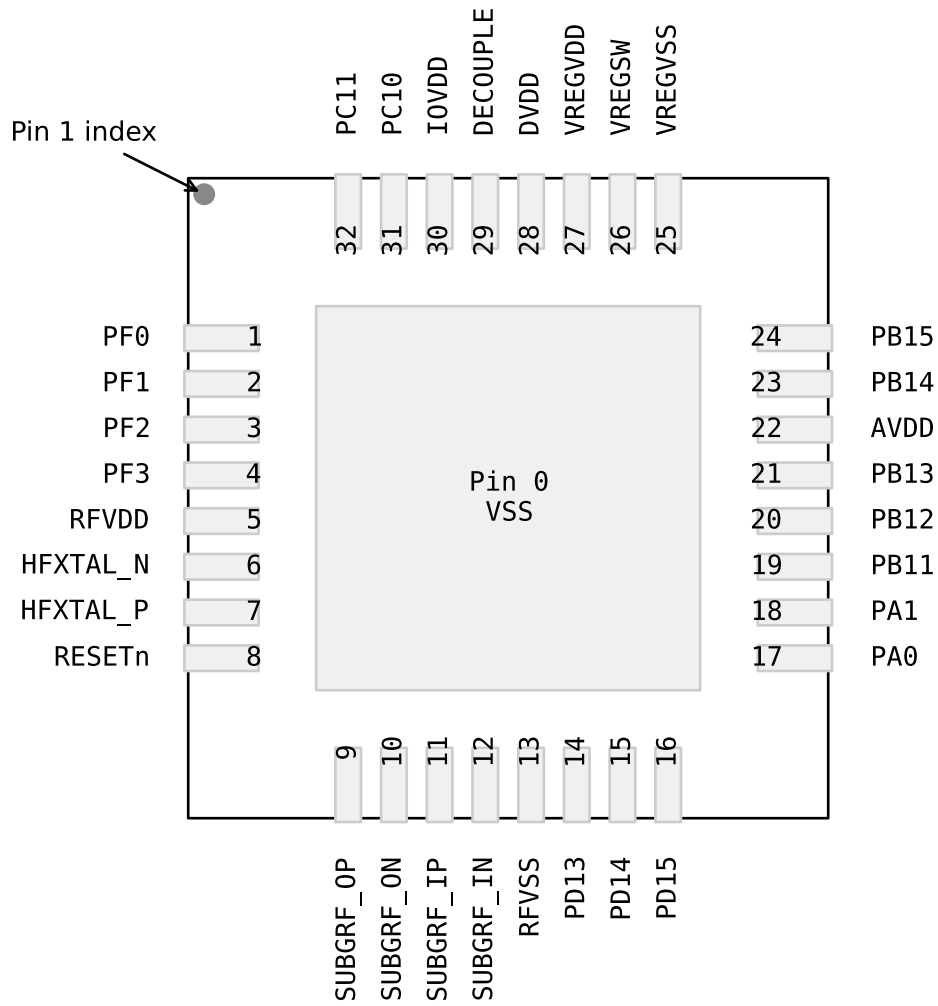 PC11
PC10
IOVDD
DECOUPLE
DVDD
VREGVDD
VREGSW
VREGVSS
Pin 1 index
32
31
30
29
28
27
26
25
PF0 1
PF1 2
PF2 3
PF3 4
RFVDD 5
HFXTAL_N 6
HFXTAL_P 7
RESETn 8
Pin 0
VSS
24 PB15
23 PB14
22 AVDD
21 PB13
20 PB12
19 PB11
18 PA1
17 PA0
9
10
11
12
13
14
15
16
SUBGRF_OP
SUBGRF_ON
SUBGRF_IP
SUBGRF_IN
RFVSS
PD13
PD14
PD15